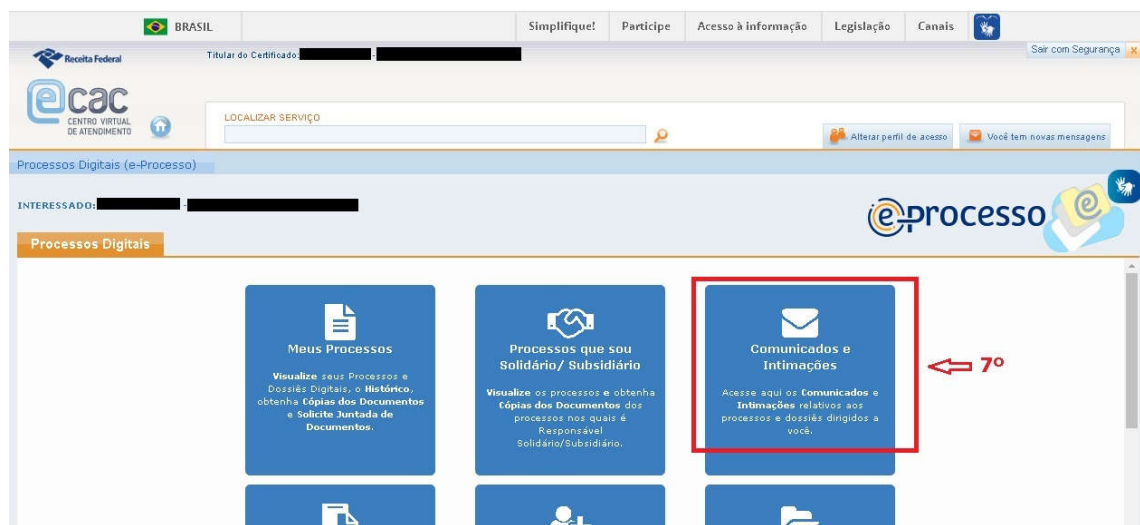 BRASIL
Simplifique!
Participe
Acesso à informação
Legislação
Canais
Receita Federal
Titular do Certificado:
-
Sair com Segurança x
e cac
CENTRO VIRTUAL
DE ATENDIMENTO
LOCALIZAR SERVIÇO
Alterar perfil de acesso
Você tem novas mensagens
Processos Digitais (e-Processo)
INTERESSADO: -
e-processo
Processos Digitais
Meus Processos
Visualize seus Processos e
Dossiês Digitais, o Histórico,
obtenha Cópias dos Documentos
e Solicite Juntada de
Documentos.
Processos que sou
Solidário/ Subsidiário
Visualize os processos e obtenha
Cópias dos Documentos dos
processos nos quais é
Responsável
Solidário/Subsidiário.
Comunicados e
Intimações
Acesse aqui os Comunicados e
Intimações relativos aos
processos e dossiês dirigidos a
você.
7º